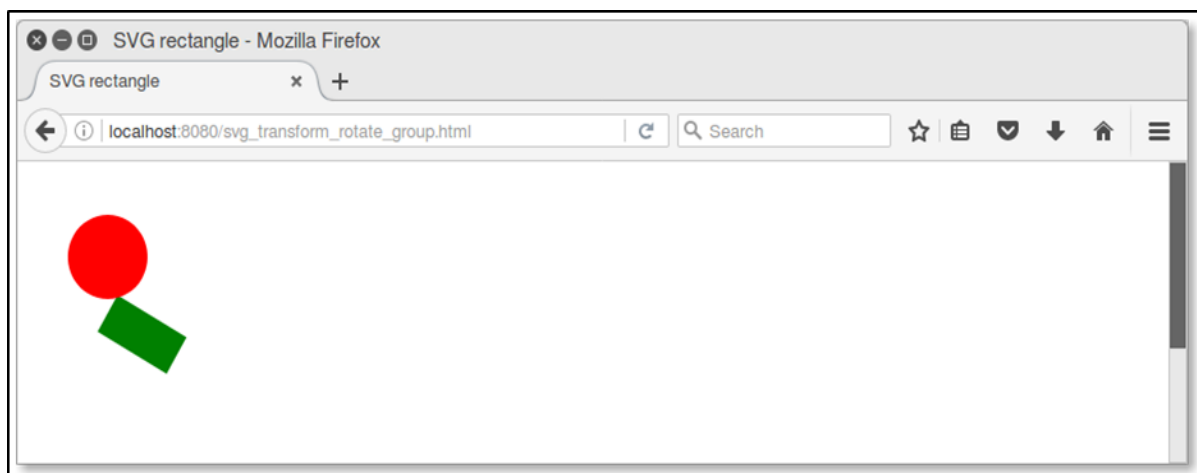 SVG rectangle - Mozilla Firefox
SVG rectangle
localhost:8080/svg_transform_rotate_group.html
Search